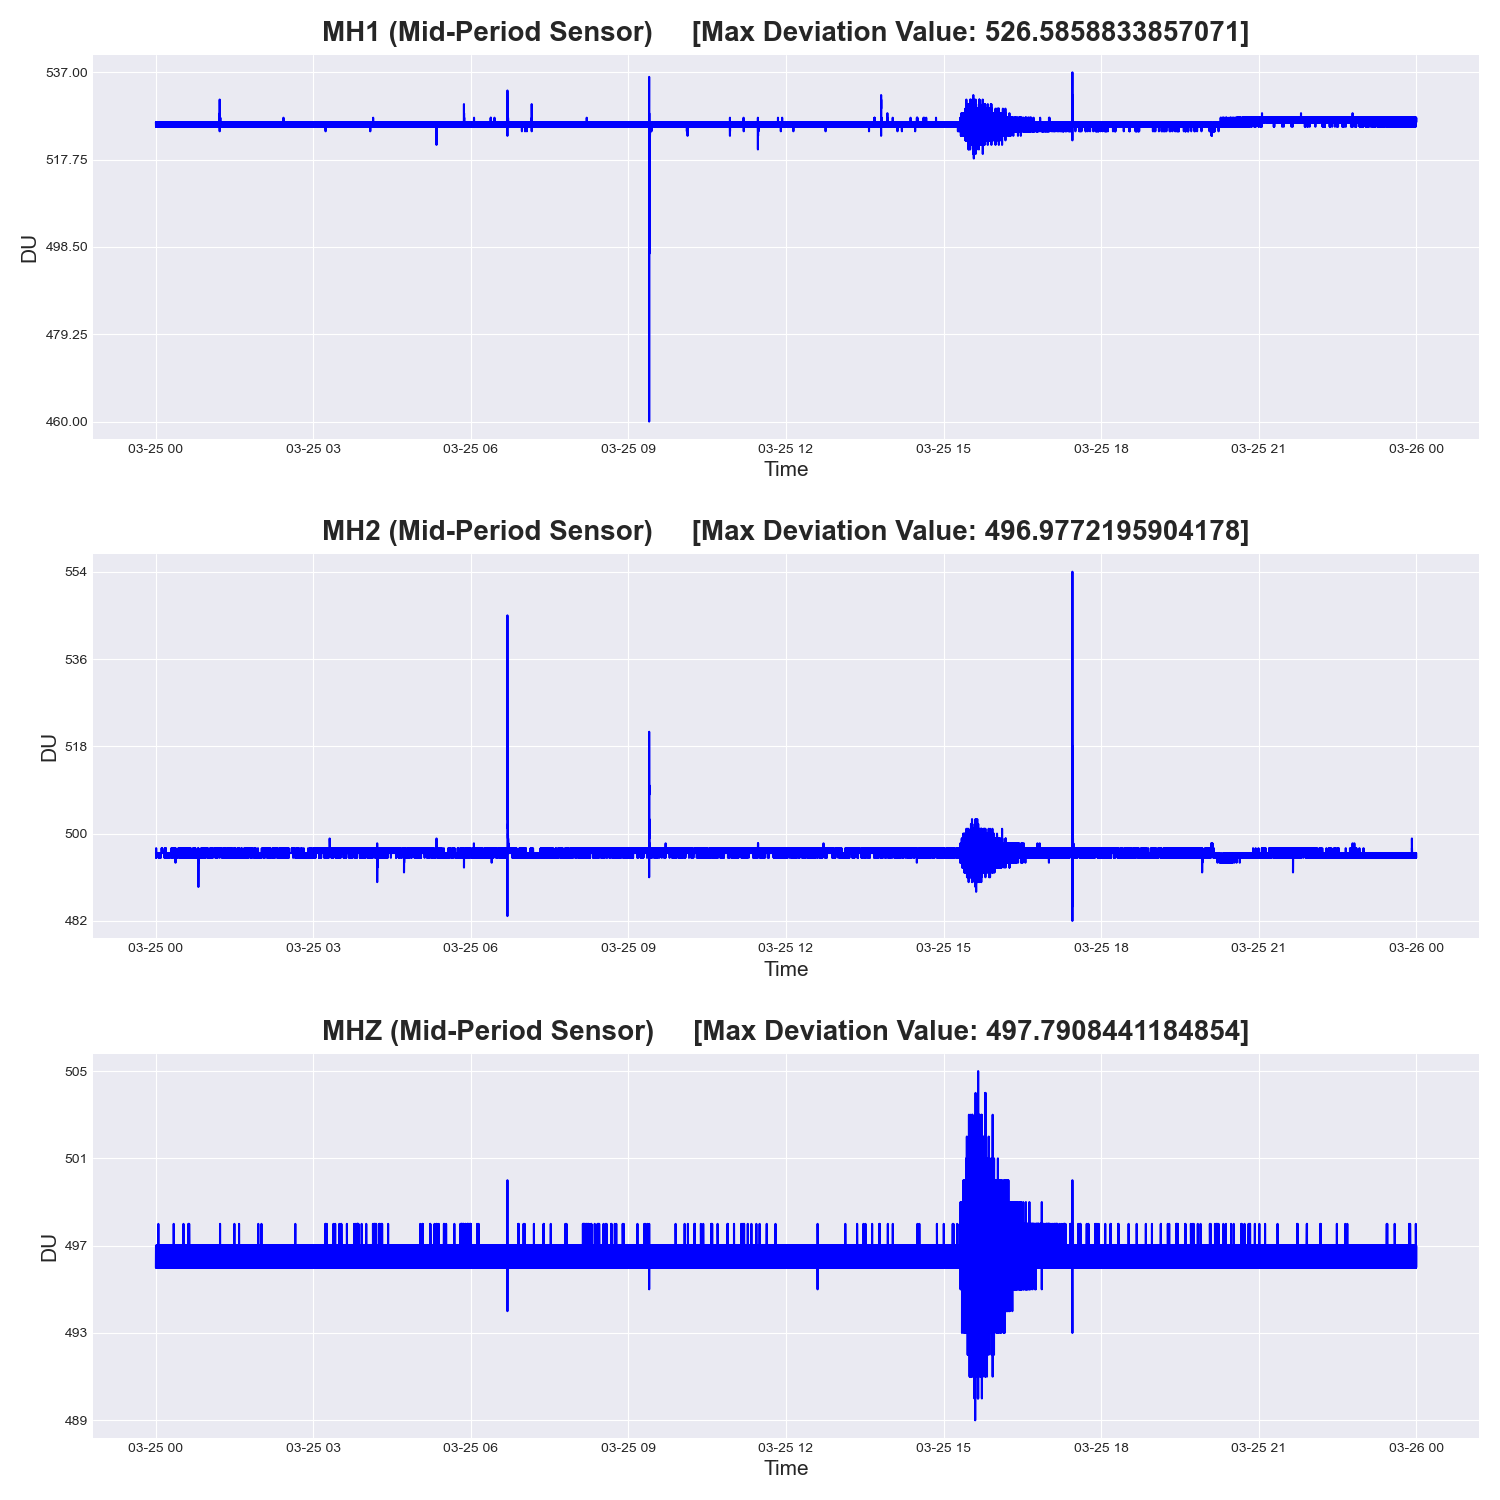 MH1 (Mid-Period Sensor) [Max Deviation Value: 526.5858833857071]
537.00
517.75
498.50
479.25
460.00
DU
03-25 00 03-25 03 03-25 06 03-25 09 03-25 12 03-25 15 03-25 18 03-25 21 03-26 00
Time
MH2 (Mid-Period Sensor) [Max Deviation Value: 496.9772195904178]
554
536
518
500
482
DU
03-25 00 03-25 03 03-25 06 03-25 09 03-25 12 03-25 15 03-25 18 03-25 21 03-26 00
Time
MHZ (Mid-Period Sensor) [Max Deviation Value: 497.7908441184854]
505
501
497
493
489
DU
03-25 00 03-25 03 03-25 06 03-25 09 03-25 12 03-25 15 03-25 18 03-25 21 03-26 00
Time